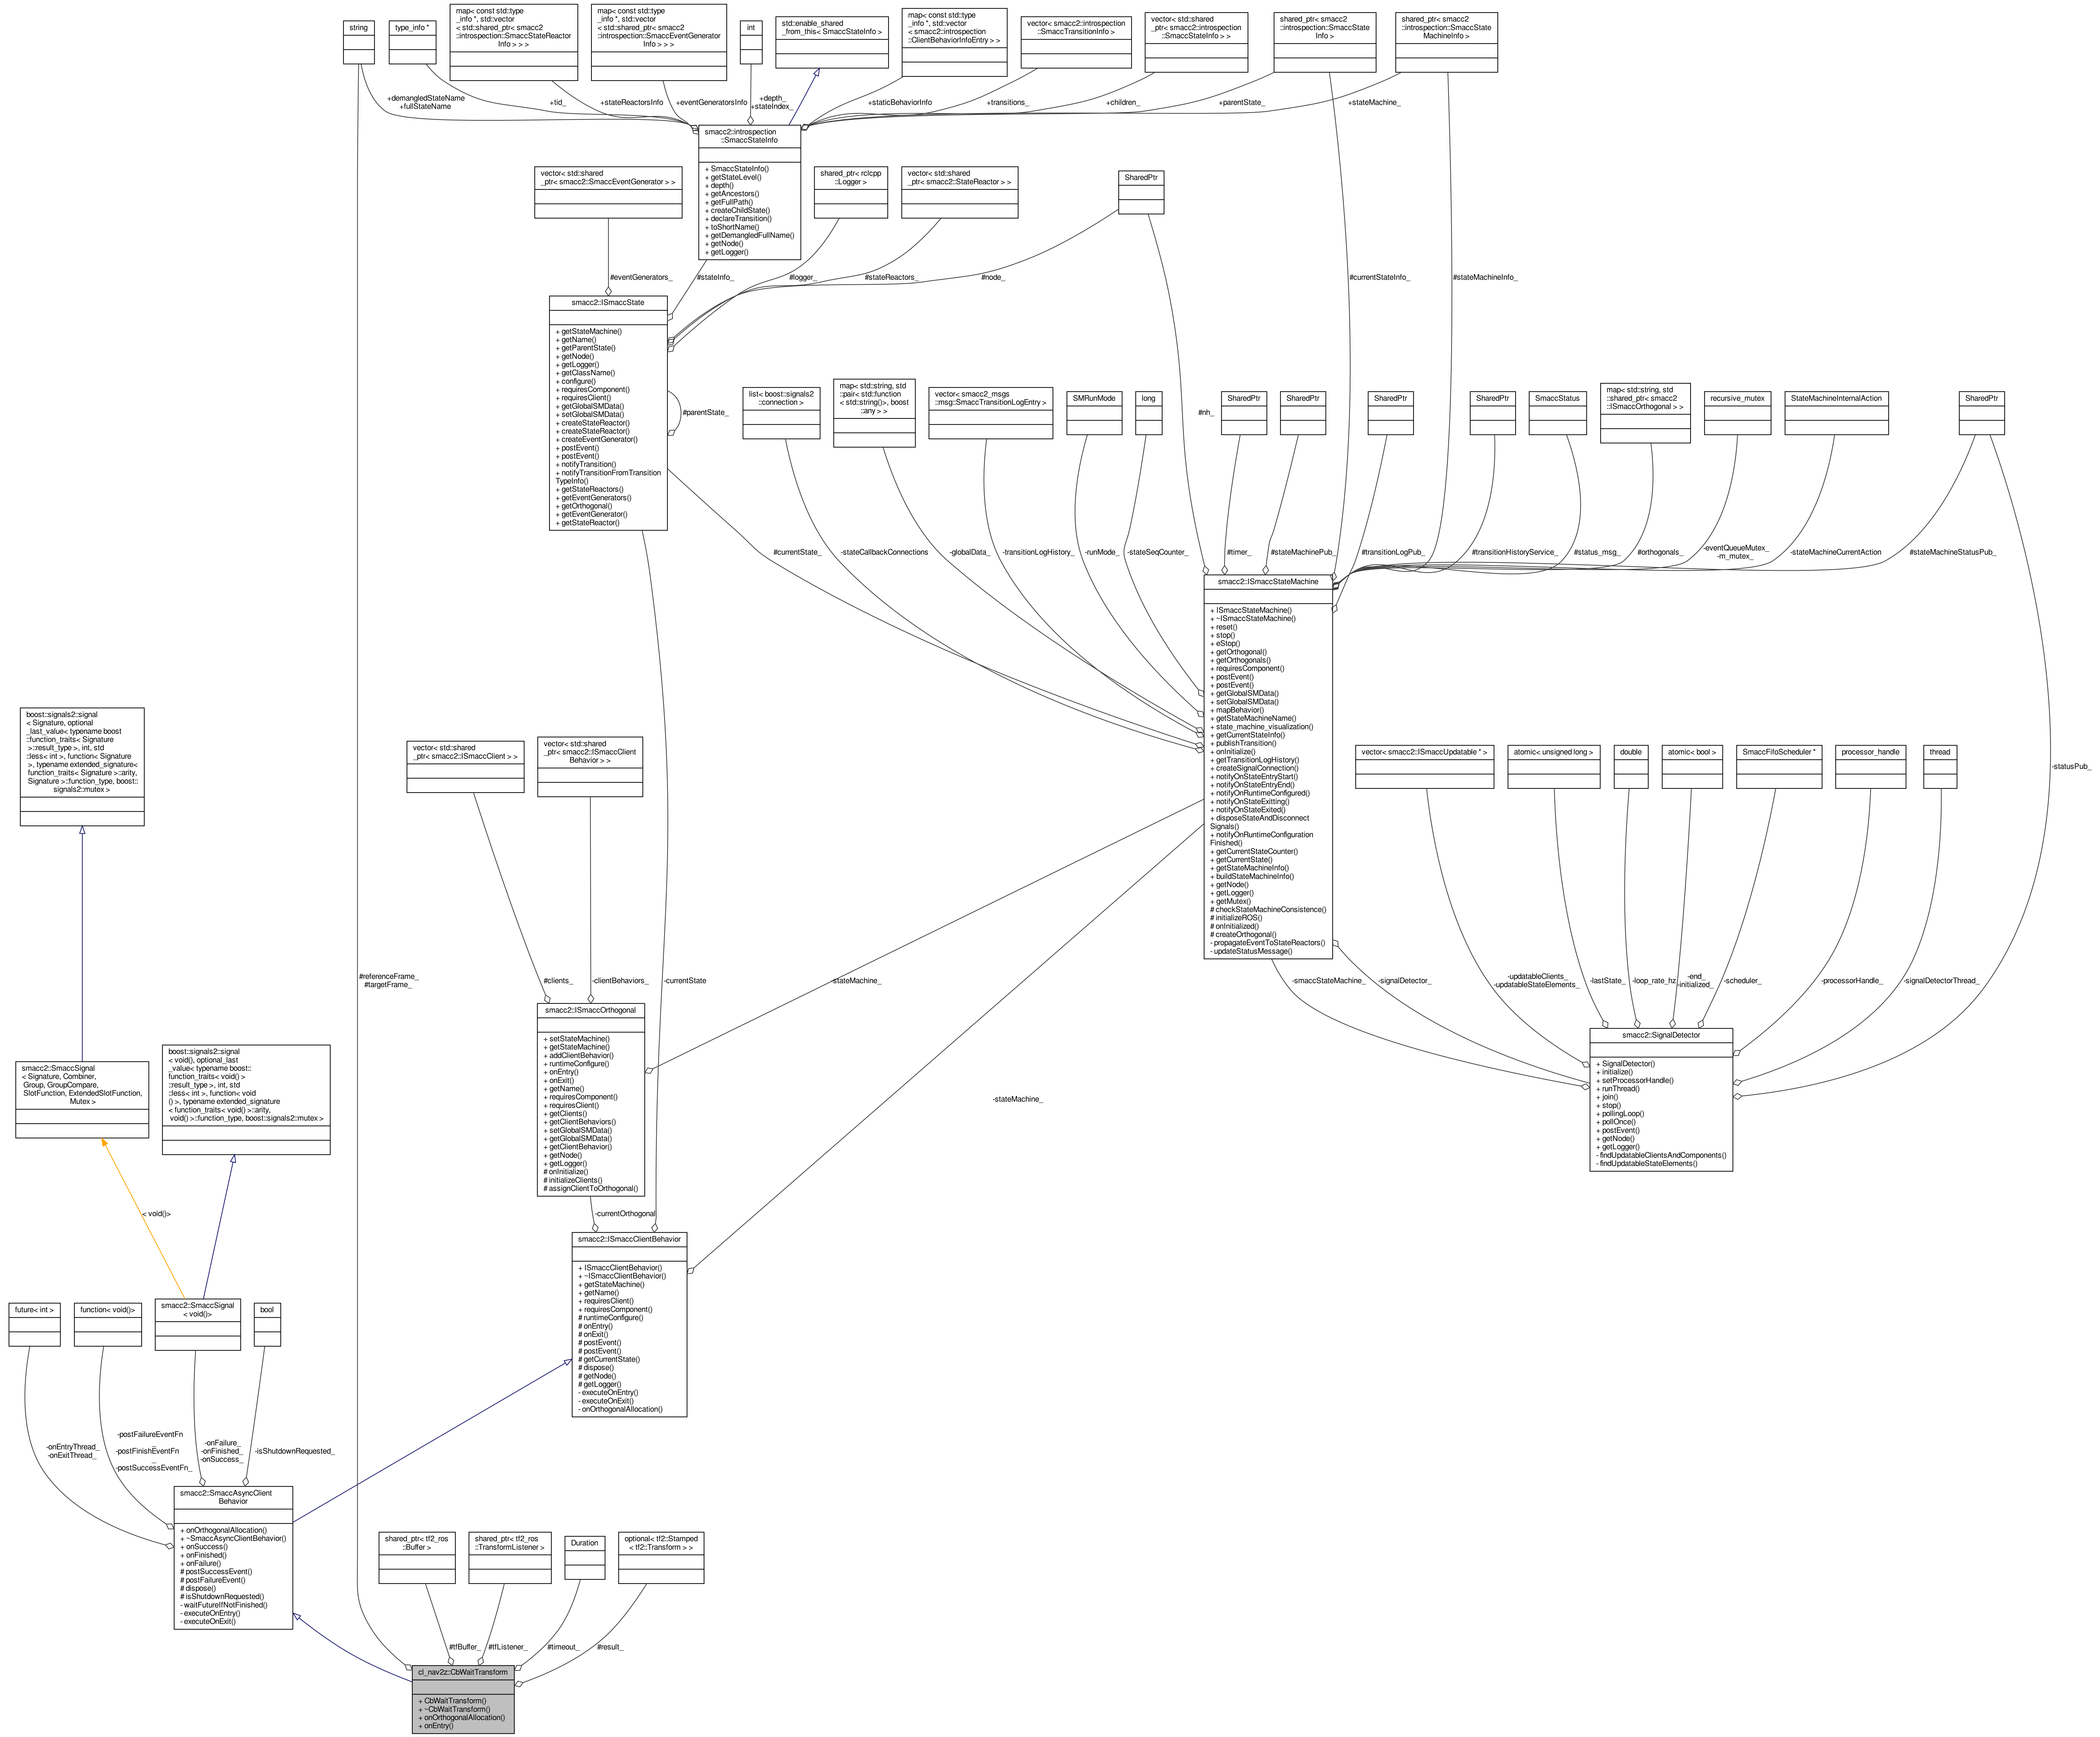 string
type_info *
map< const std::type
_info *, std::vector
< std::shared_ptr< smacc2
::introspection::SmaccStateReactor
Info > > >
map< const std::type
_info *, std::vector
< std::shared_ptr< smacc2
::introspection::SmaccEventGenerator
Info > > >
int
std::enable_shared
_from_this< SmaccStateInfo >
map< const std::type
_info *, std::vector
< smacc2::introspection
::ClientBehaviorInfoEntry > >
vector< smacc2::introspection
::SmaccTransitionInfo >
vector< std::shared
_ptr< smacc2::introspection
::SmaccStateInfo > >
shared_ptr< smacc2
::introspection::SmaccState
Info >
shared_ptr< smacc2
::introspection::SmaccState
MachineInfo >
+demangledStateName
+fullStateName
+tid_
+stateReactorsInfo
+eventGeneratorsInfo
+depth_
+stateIndex_
+staticBehaviorInfo
+transitions_
+children_
+parentState_
+stateMachine_
smacc2::introspection
::SmaccStateInfo
+ SmaccStateInfo()
+ getStateLevel()
+ depth()
+ getAncestors()
+ getFullPath()
+ createChildState()
+ declareTransition()
+ toShortName()
+ getDemangledFullName()
+ getNode()
+ getLogger()
vector< std::shared
_ptr< smacc2::SmaccEventGenerator > >
shared_ptr< rclcpp
::Logger >
vector< std::shared
_ptr< smacc2::StateReactor > >
SharedPtr
#eventGenerators_
#stateInfo_
#logger_
#stateReactors_
#node_
#currentStateInfo_
#stateMachineInfo_
smacc2::ISmaccState
+ getStateMachine()
+ getName()
+ getParentState()
+ getNode()
+ getLogger()
+ getClassName()
+ configure()
+ requiresComponent()
+ requiresClient()
+ getGlobalSMData()
+ setGlobalSMData()
+ createStateReactor()
+ createStateReactor()
+ createEventGenerator()
+ postEvent()
+ postEvent()
+ notifyTransition()
+ notifyTransitionFromTransition
TypeInfo()
+ getStateReactors()
+ getEventGenerators()
+ getOrthogonal()
+ getEventGenerator()
+ getStateReactor()
#parentState_
list< boost::signals2
::connection >
map< std::string, std
::pair< std::function
< std::string()>, boost
::any > >
vector< smacc2_msgs
::msg::SmaccTransitionLogEntry >
SMRunMode
long
#nh_
SharedPtr
SharedPtr
SharedPtr
SharedPtr
SmaccStatus
map< std::string, std
::shared_ptr< smacc2
::ISmaccOrthogonal > >
recursive_mutex
StateMachineInternalAction
SharedPtr
#currentState_
-stateCallbackConnections
-globalData_
-transitionLogHistory_
-runMode_
-stateSeqCounter_
#timer_
#stateMachinePub_
#transitionLogPub_
#transitionHistoryService_
#status_msg_
#orthogonals_
-eventQueueMutex_
-m_mutex_
-stateMachineCurrentAction
#stateMachineStatusPub_
smacc2::ISmaccStateMachine
+ ISmaccStateMachine()
+ ~ISmaccStateMachine()
+ reset()
+ stop()
+ eStop()
+ getOrthogonal()
+ getOrthogonals()
+ requiresComponent()
+ postEvent()
+ postEvent()
+ getGlobalSMData()
+ setGlobalSMData()
+ mapBehavior()
+ getStateMachineName()
+ state_machine_visualization()
+ getCurrentStateInfo()
+ publishTransition()
+ onInitialize()
+ getTransitionLogHistory()
+ createSignalConnection()
+ notifyOnStateEntryStart()
+ notifyOnStateEntryEnd()
+ notifyOnRuntimeConfigured()
+ notifyOnStateExitting()
+ notifyOnStateExited()
+ disposeStateAndDisconnect
Signals()
+ notifyOnRuntimeConfiguration
Finished()
+ getCurrentStateCounter()
+ getCurrentState()
+ getStateMachineInfo()
+ buildStateMachineInfo()
+ getNode()
+ getLogger()
+ getMutex()
# checkStateMachineConsistence()
# initializeROS()
# onInitialized()
# createOrthogonal()
- propagateEventToStateReactors()
- updateStatusMessage()
boost::signals2::signal
< Signature, optional
_last_value< typename boost
::function_traits< Signature
>::result_type >, int, std
::less< int >, function< Signature
>, typename extended_signature<
function_traits< Signature >::arity,
Signature >::function_type, boost::
signals2::mutex >
vector< std::shared
_ptr< smacc2::ISmaccClient > >
vector< std::shared
_ptr< smacc2::ISmaccClient
Behavior > >
vector< smacc2::ISmaccUpdatable * >
atomic< unsigned long >
double
atomic< bool >
SmaccFifoScheduler *
processor_handle
thread
-statusPub_
#referenceFrame_
#targetFrame_
#clients_
-clientBehaviors_
-currentState
-stateMachine_
-smaccStateMachine_
-signalDetector_
-updatableClients_
-updatableStateElements_
-lastState_
-loop_rate_hz
-end_
-initialized_
-scheduler_
-processorHandle_
-signalDetectorThread_
smacc2::ISmaccOrthogonal
+ setStateMachine()
+ getStateMachine()
+ addClientBehavior()
+ runtimeConfigure()
+ onEntry()
+ onExit()
+ getName()
+ requiresComponent()
+ requiresClient()
+ getClients()
+ getClientBehaviors()
+ setGlobalSMData()
+ getGlobalSMData()
+ getClientBehavior()
+ getNode()
+ getLogger()
# onInitialize()
# initializeClients()
# assignClientToOrthogonal()
smacc2::SignalDetector
+ SignalDetector()
+ initialize()
+ setProcessorHandle()
+ runThread()
+ join()
+ stop()
+ pollingLoop()
+ pollOnce()
+ postEvent()
+ getNode()
+ getLogger()
- findUpdatableClientsAndComponents()
- findUpdatableStateElements()
smacc2::SmaccSignal
< Signature, Combiner,
Group, GroupCompare,
SlotFunction, ExtendedSlotFunction,
Mutex >
boost::signals2::signal
< void(), optional_last
_value< typename boost::
function_traits< void() >
::result_type >, int, std
::less< int >, function< void
() >, typename extended_signature
< function_traits< void() >::arity,
void() >::function_type, boost::signals2::mutex >
-stateMachine_
< void()>
-currentOrthogonal
smacc2::ISmaccClientBehavior
+ ISmaccClientBehavior()
+ ~ISmaccClientBehavior()
+ getStateMachine()
+ getName()
+ requiresClient()
+ requiresComponent()
# runtimeConfigure()
# onEntry()
# onExit()
# postEvent()
# postEvent()
# getCurrentState()
# dispose()
# getNode()
# getLogger()
- executeOnEntry()
- executeOnExit()
- onOrthogonalAllocation()
future< int >
function< void()>
smacc2::SmaccSignal
< void()>
bool
-onEntryThread_
-onExitThread_
-postFailureEventFn
_
-postFinishEventFn
_
-postSuccessEventFn_
-onFailure_
-onFinished_
-onSuccess_
-isShutdownRequested_
smacc2::SmaccAsyncClient
Behavior
+ onOrthogonalAllocation()
+ ~SmaccAsyncClientBehavior()
+ onSuccess()
+ onFinished()
+ onFailure()
# postSuccessEvent()
# postFailureEvent()
# dispose()
# isShutdownRequested()
- waitFutureIfNotFinished()
- executeOnEntry()
- executeOnExit()
shared_ptr< tf2_ros
::Buffer >
shared_ptr< tf2_ros
::TransformListener >
Duration
optional< tf2::Stamped
< tf2::Transform > >
#tfBuffer_
#tfListener_
#timeout_
#result_
cl_nav2z::CbWaitTransform
+ CbWaitTransform()
+ ~CbWaitTransform()
+ onOrthogonalAllocation()
+ onEntry()